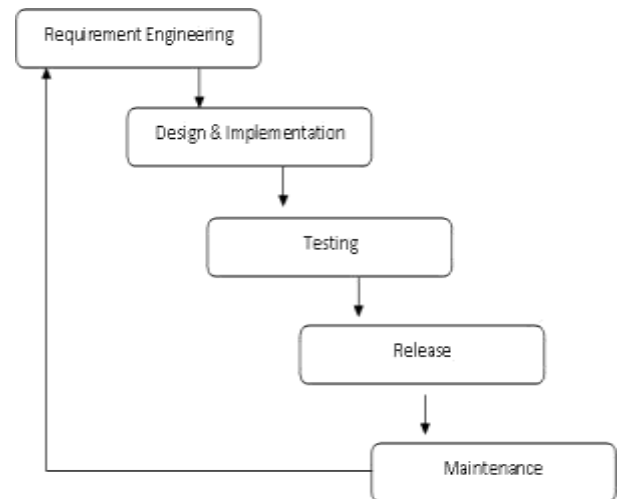 Requirement Engineering
Design & Implementation
Testing
Release
Maintenance